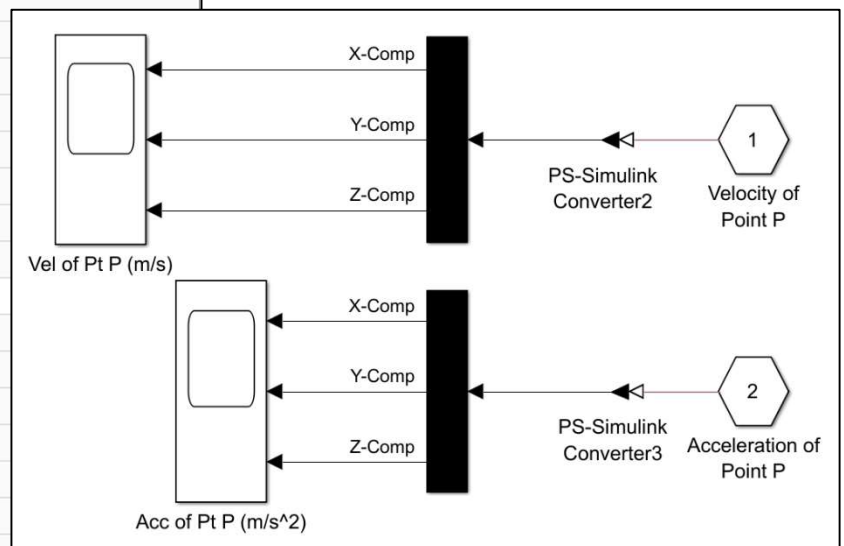 X-Comp
Y-Comp
Z-Comp
1
PS-Simulink
Converter2
Velocity of
Point P
Vel of Pt P (m/s)
X-Comp
Y-Comp
Z-Comp
2
PS-Simulink
Converter3
Acceleration of
Point P
Acc of Pt P (m/s^2)